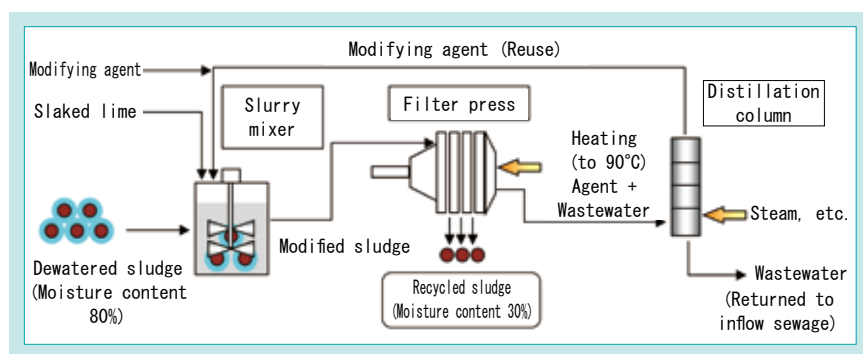 Modifying agent (Reuse)
Modifying agent
Slaked lime
Slurry
mixer
Filter press
Distillation
column
Heating
(to 90°C)
Agent +
Wastewater
Steam, etc.
Modified sludge
Dewatered sludge
(Moisture content
80%)
Recycled sludge
(Moisture content 30%)
Wastewater
(Returned to
inflow sewage)